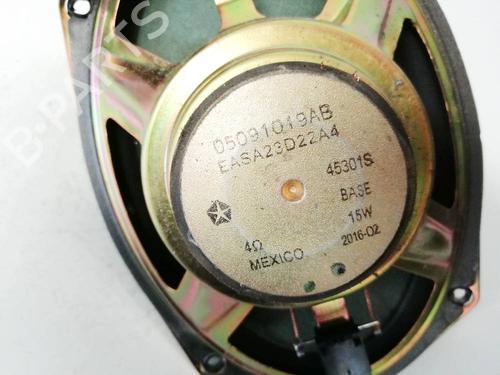 05091019AB
EASA23D22A4
45301S
BASE
15W
2016-02
4Ω
MEXICO
PARTS